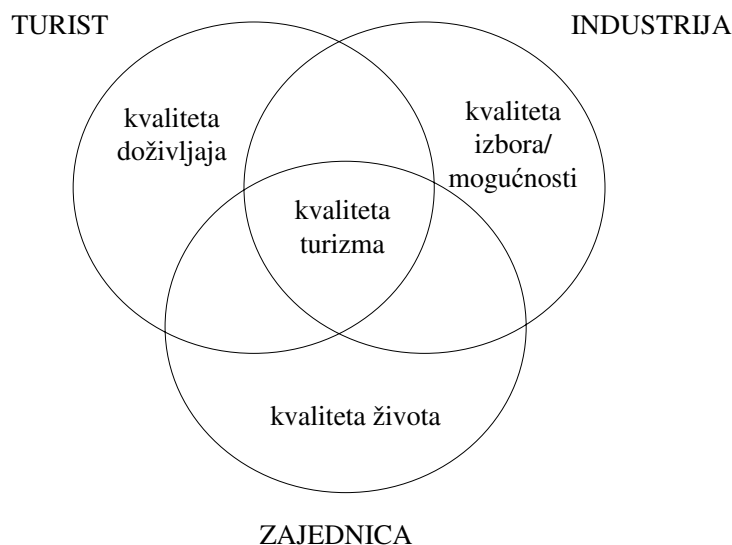 TURIST
INDUSTRIJA
kvaliteta
doživljaja
kvaliteta
izbora/
mogućnosti
kvaliteta
turizma
kvaliteta života
ZAJEDNICA